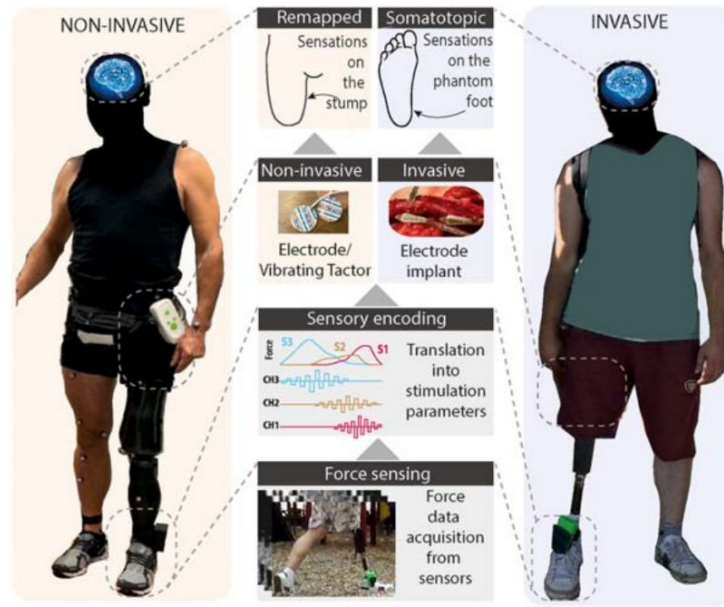 NON-INVASIVE
Remapped
Sensations
on
the
stump
Somatotopic
Sensations
on the
phantom
foot
INVASIVE
Non-invasive
Electrode/
Vibrating Tactor
Invasive
Electrode
implant
Sensory encoding
Force
S3
S2
S1
CH3
CH2
CH1
Translation
into
stimulation
parameters
Force sensing
Force
data
acquisition
from
sensors